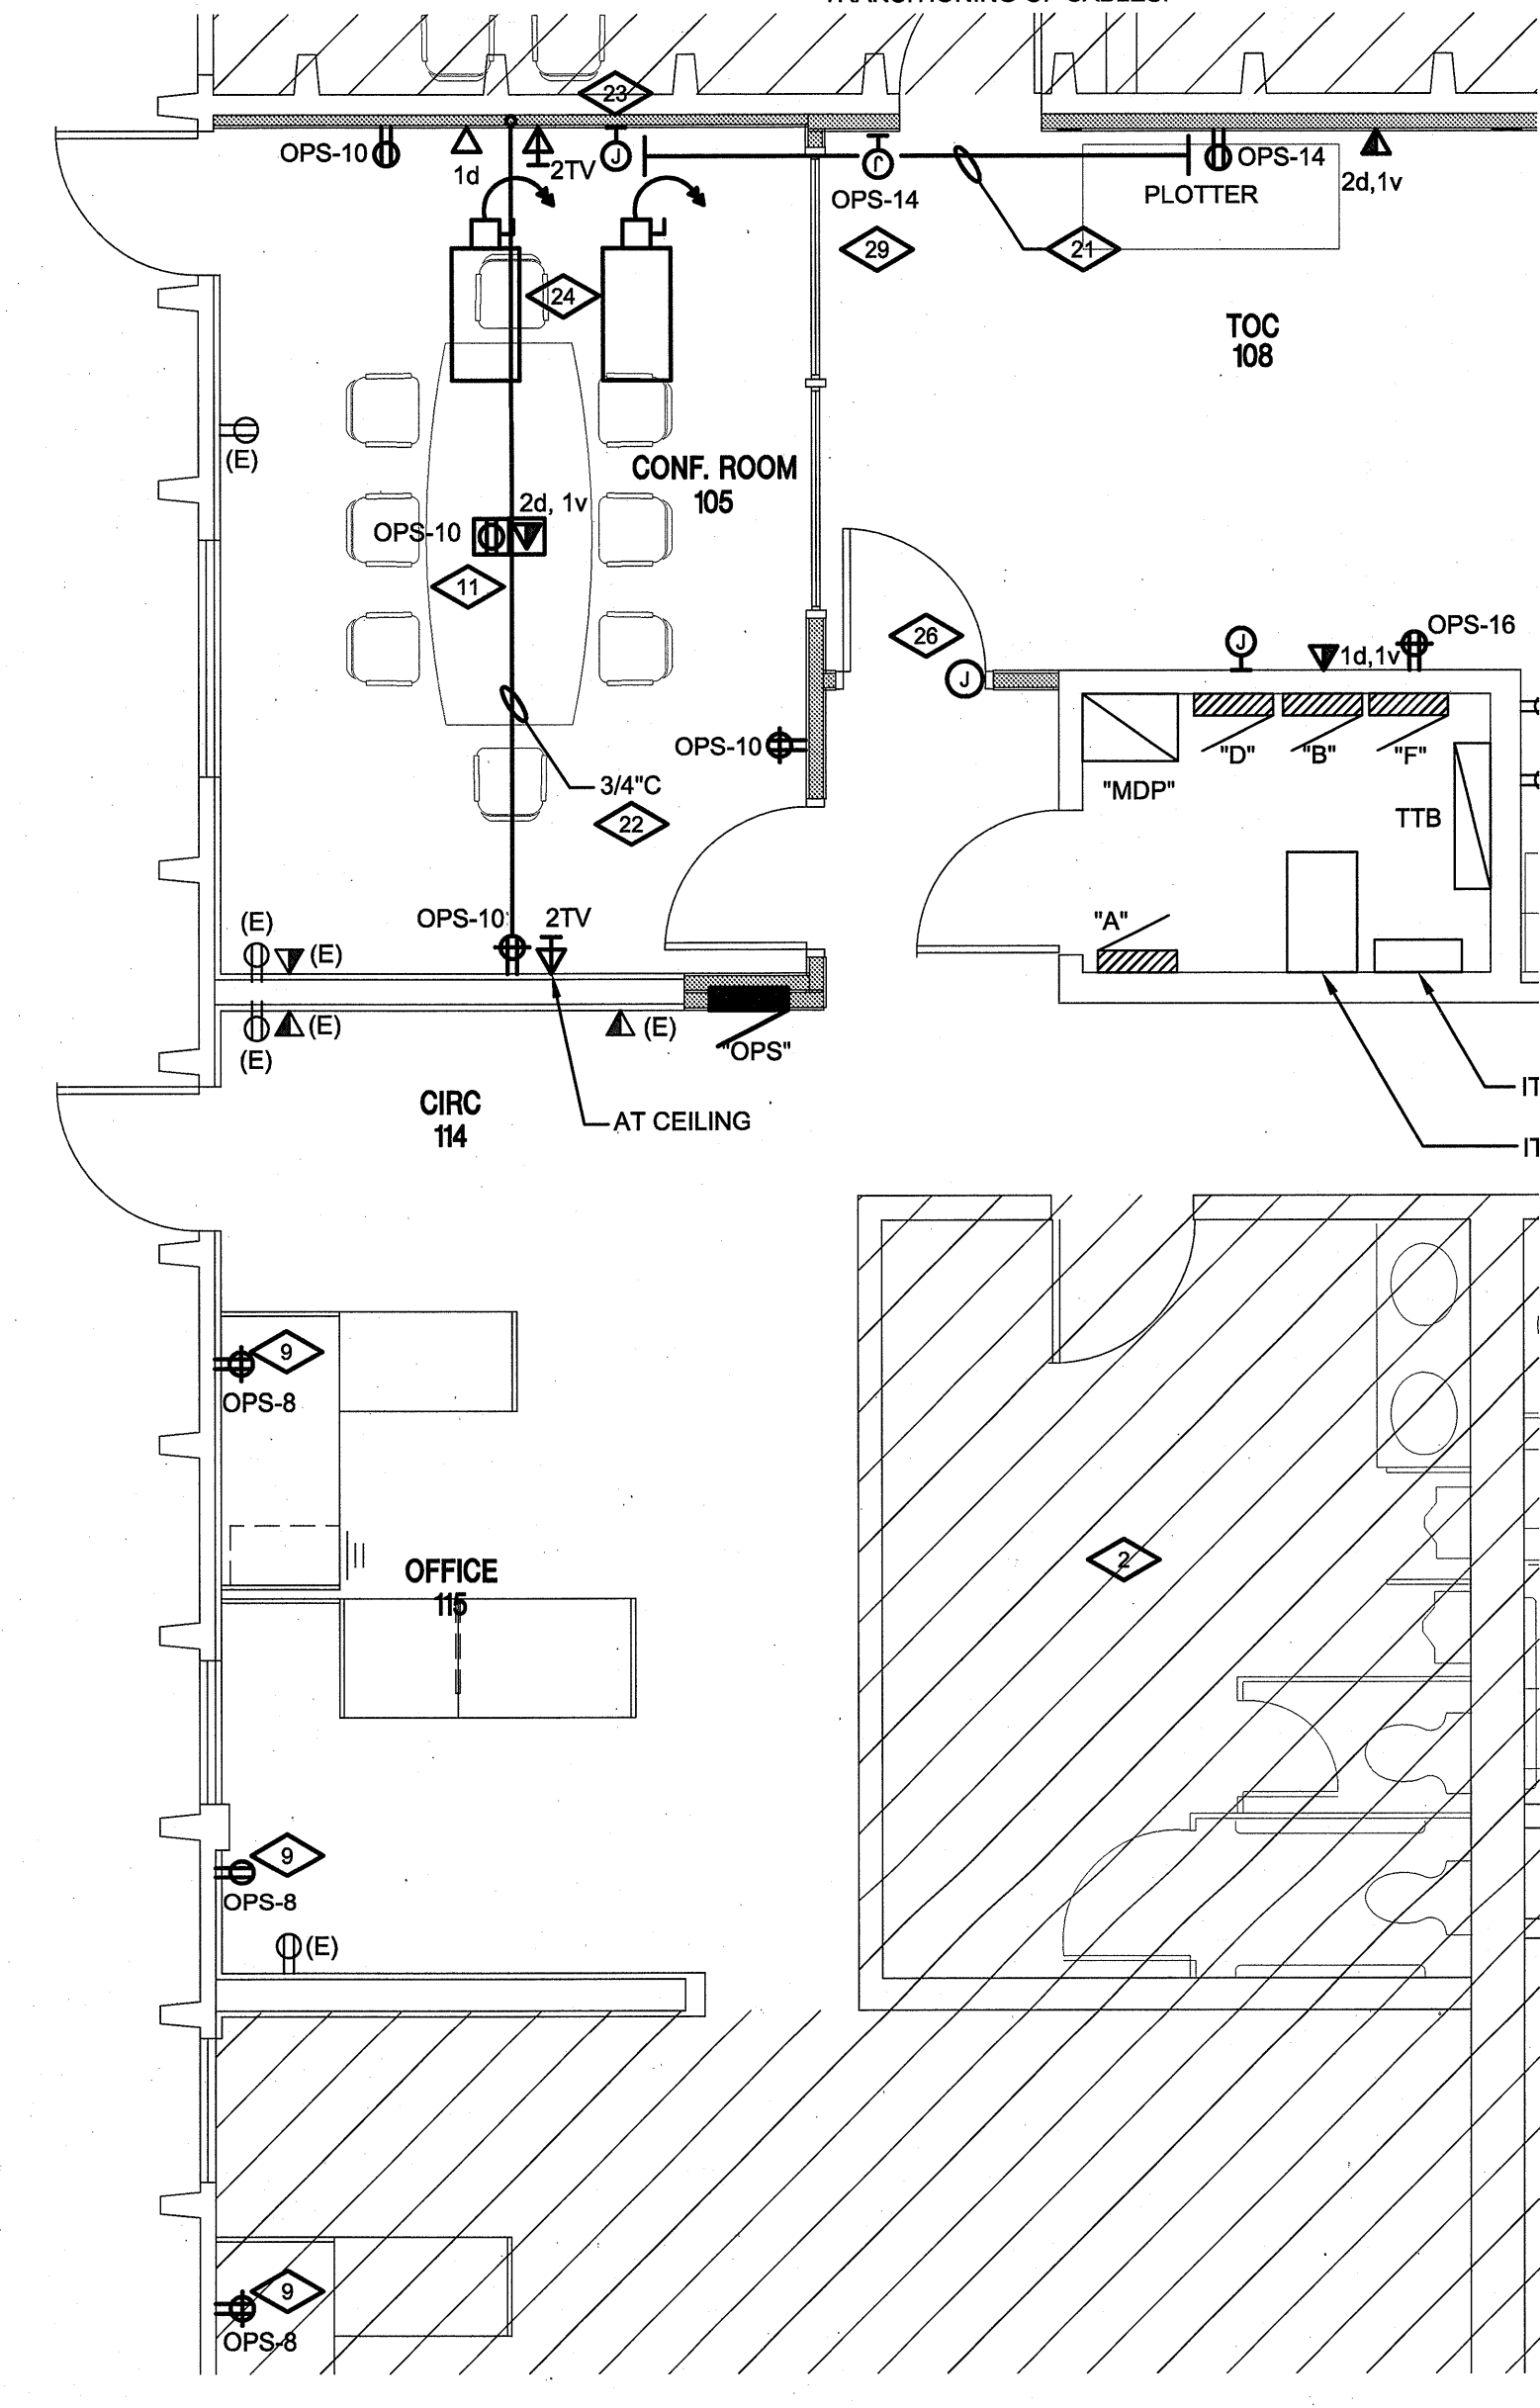 23
OPS-10
1d
2TV
J
J
OPS-14
29
21
OPS-14
PLOTTER
2d,1v
24
TOC
108
(E)
CONF. ROOM
105
2d, 1v
OPS-10
11
26
J
J
1d,1v
OPS-16
OPS-10
3/4"C
22
"MDP"
"D"
"B"
"F"
TTB
"A"
OPS-10
2TV
(E)
(E)
(E)
(E)
(E)
"OPS"
AT CEILING
CIRC
114
9
OPS-8
OFFICE
115
2
9
OPS-8
(E)
9
OPS-8